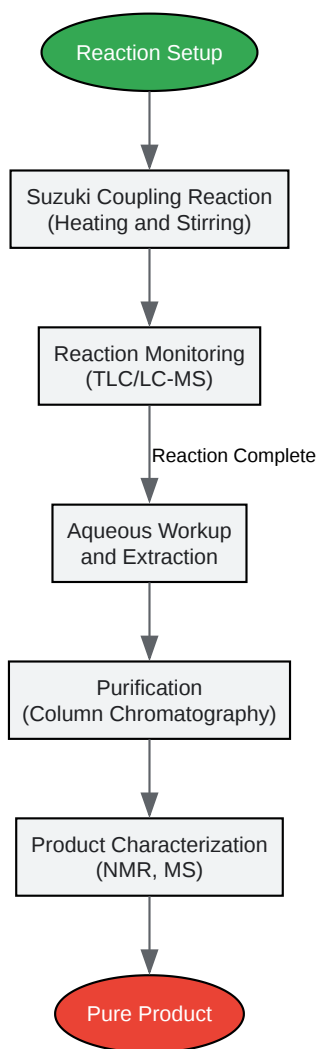 Reaction Setup
Suzuki Coupling Reaction
(Heating and Stirring)
Reaction Monitoring
(TLC/LC-MS)
Reaction Complete
Aqueous Workup
and Extraction
Purification
(Column Chromatography)
Product Characterization
(NMR, MS)
Pure Product